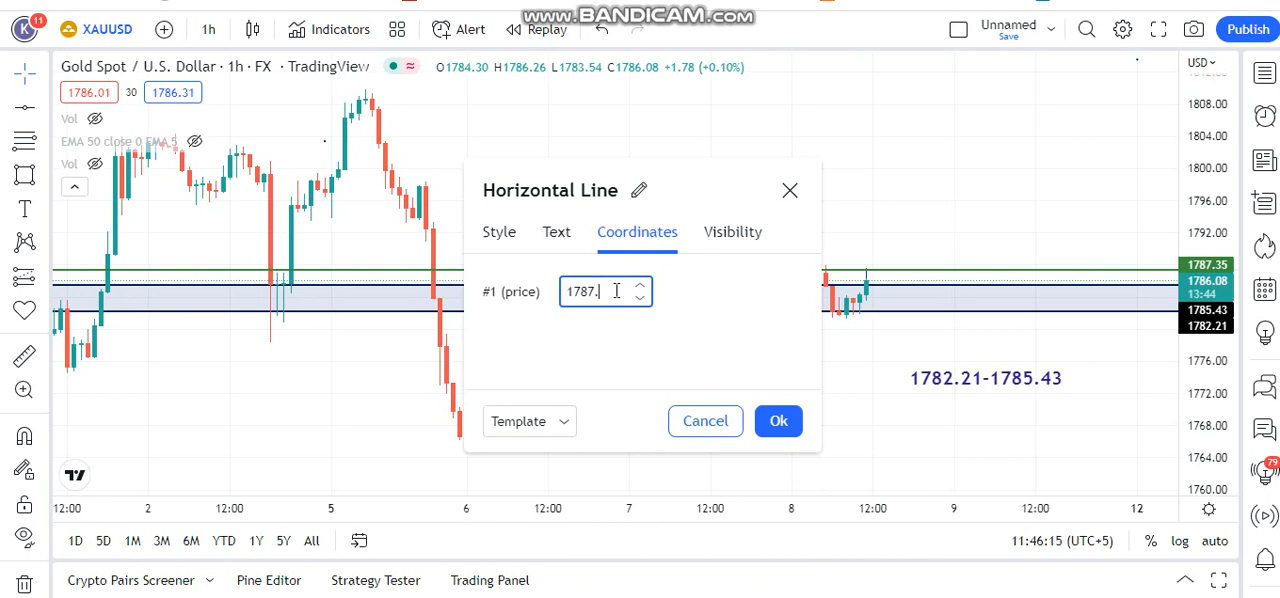 www.BANDICAM.com
K 11 XAUUSD 1h Indicators Alert Replay Unnamed Save Publish
Gold Spot / U.S. Dollar · 1h · FX · TradingView O1784.30 H1786.26 L1783.54 C1786.08 +1.78 (+0.10%) USD
1786.01 30 1786.31
Vol
EMA 50 close 0 EMA 5
Vol
Horizontal Line
Style Text Coordinates Visibility
#1 (price) 1787.
Template Cancel Ok
1782.21-1785.43
1808.00
1804.00
1800.00
1796.00
1792.00
1787.35
1786.08
13:44
1785.43
1782.21
1776.00
1772.00
1768.00
1764.00
1760.00
79
12:00 2 12:00 5 6 12:00 7 12:00 8 12:00 9 12:00 12
1D 5D 1M 3M 6M YTD 1Y 5Y All 11:46:15 (UTC+5) % log auto
Crypto Pairs Screener Pine Editor Strategy Tester Trading Panel